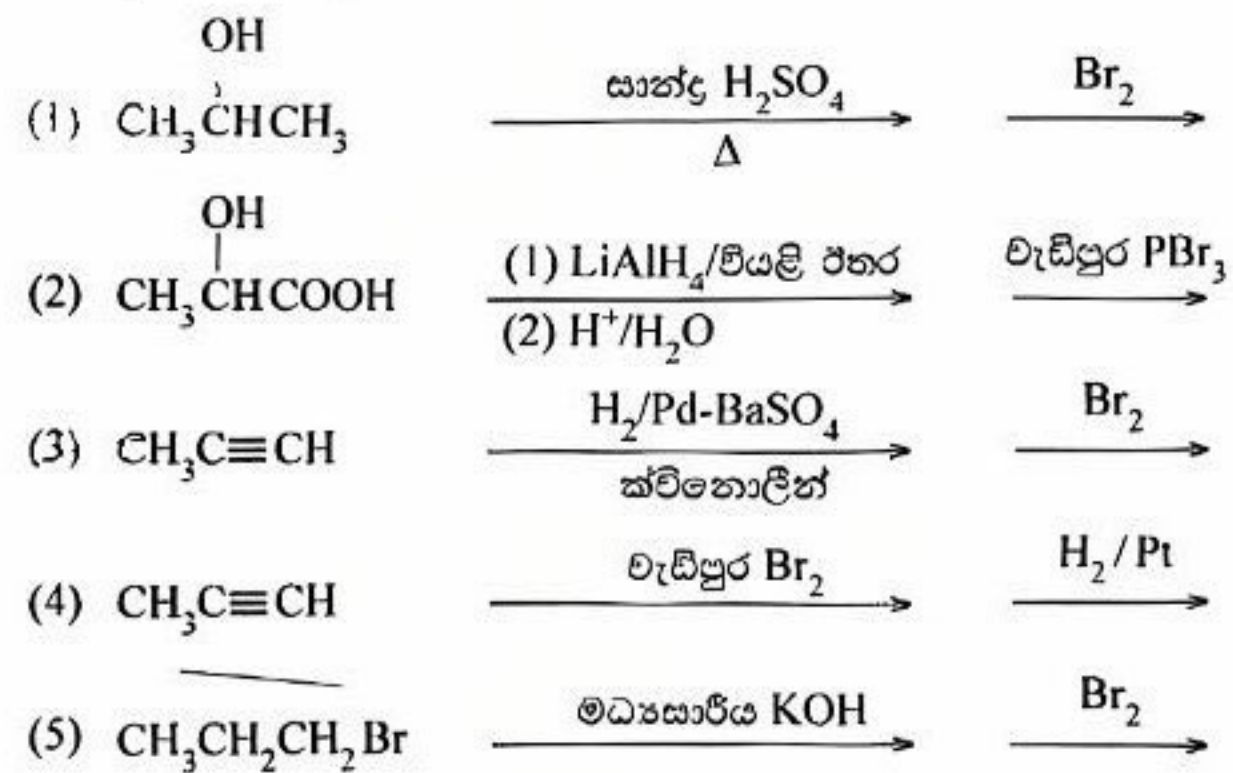 OH
(1) CH₃CHCH₃ සාන්ද්‍ර H₂SO₄ Δ Br₂
OH
(2) CH₃CHCOOH (1) LiAlH₄/වියළි ඊතර (2) H⁺/H₂O වැඩිපුර PBr₃
(3) CH₃C≡CH H₂/Pd-BaSO₄ ක්විනොලීන් Br₂
(4) CH₃C≡CH වැඩිපුර Br₂ H₂/Pt
(5) CH₃CH₂CH₂Br මධ්‍යසාරීය KOH Br₂